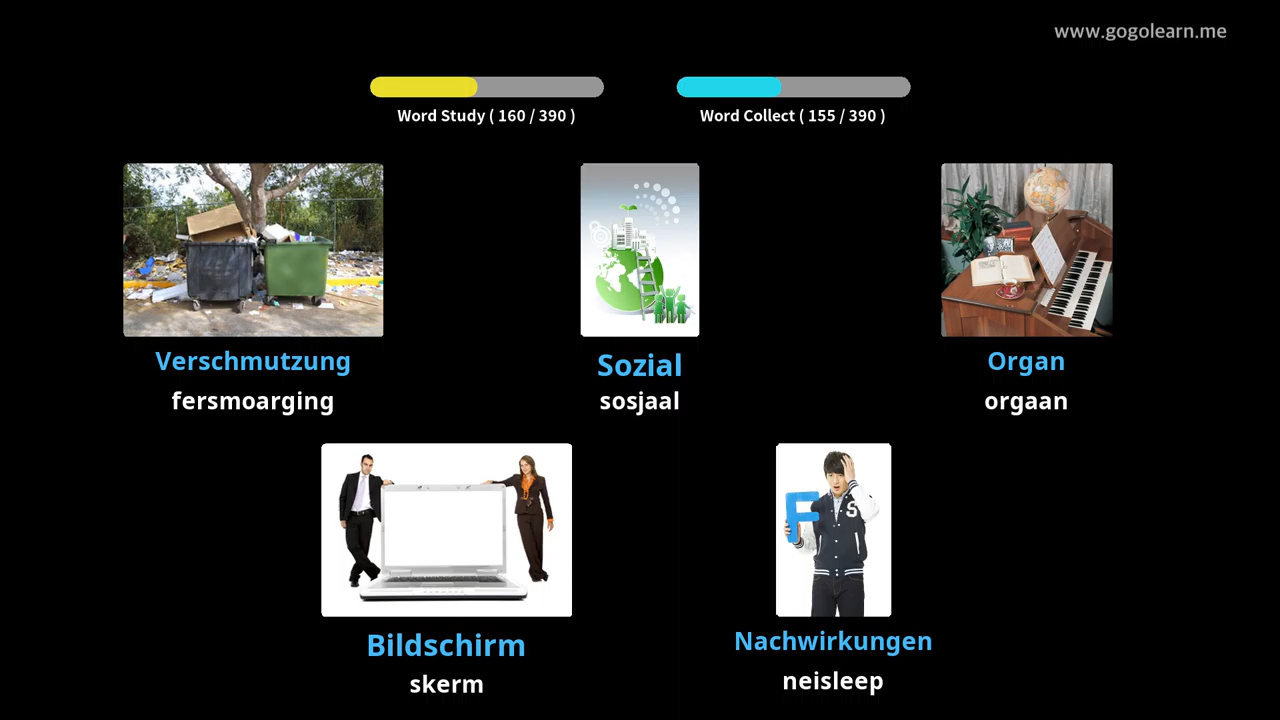 www.gogolearn.me
Word Study ( 160 / 390 )
Word Collect ( 155 / 390 )
Verschmutzung
fersmoarging
Sozial
sosjaal
Organ
orgaan
F
S
Bildschirm
skerm
Nachwirkungen
neisleep